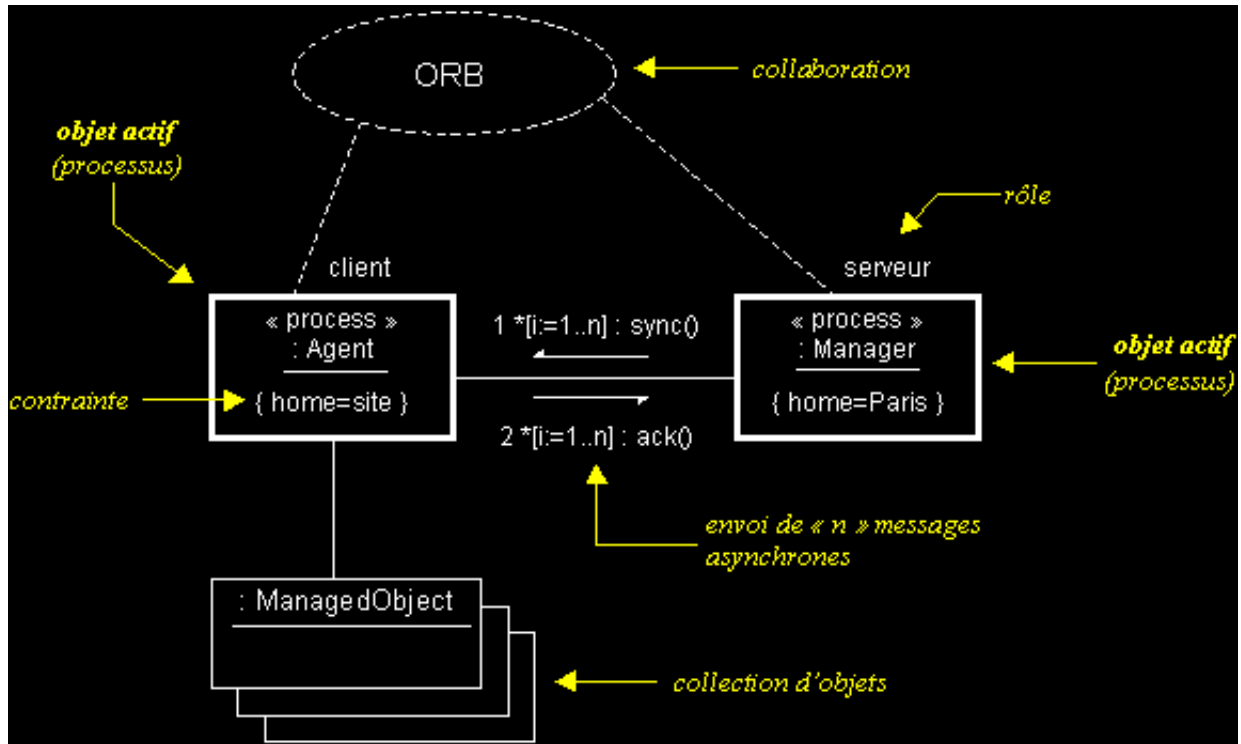 ORB
collaboration
objet actif
(processus)
rôle
client
serveur
« process »
: Agent
{ home=site }
1 *[i:=1..n] : sync()
2 *[i:=1..n] : ack()
« process »
: Manager
{ home=Paris }
objet actif
(processus)
contrainte
envoi de « n » messages
asynchrones
: ManagedObject
collection d'objets